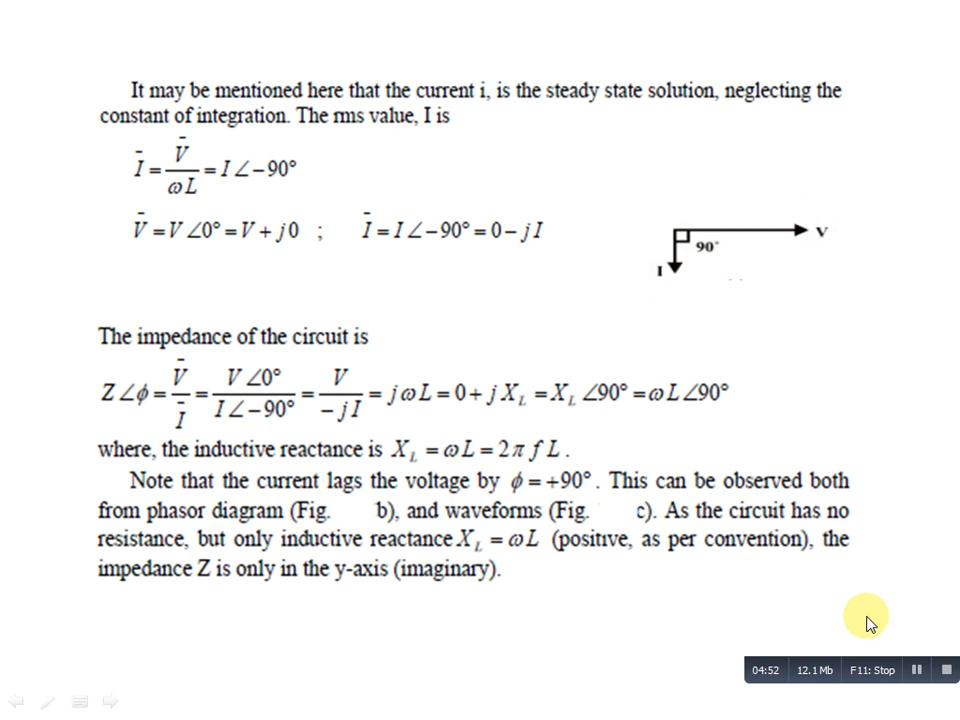 It may be mentioned here that the current i, is the steady state solution, neglecting the
constant of integration. The rms value, I is
Ī = V̄ / ωL = I∠−90°
V̄ = V∠0° = V + j0 ; Ī = I∠−90° = 0 − jI
V
90°
I
The impedance of the circuit is
Z∠ϕ = V̄ / Ī = V∠0° / I∠−90° = V / −jI = jωL = 0 + jX_L = X_L∠90° = ωL∠90°
where, the inductive reactance is X_L = ωL = 2π f L .
Note that the current lags the voltage by ϕ = +90° . This can be observed both
from phasor diagram (Fig. b), and waveforms (Fig. c). As the circuit has no
resistance, but only inductive reactance X_L = ωL (positive, as per convention), the
impedance Z is only in the y-axis (imaginary).
04:52 12.1 Mb F11: Stop